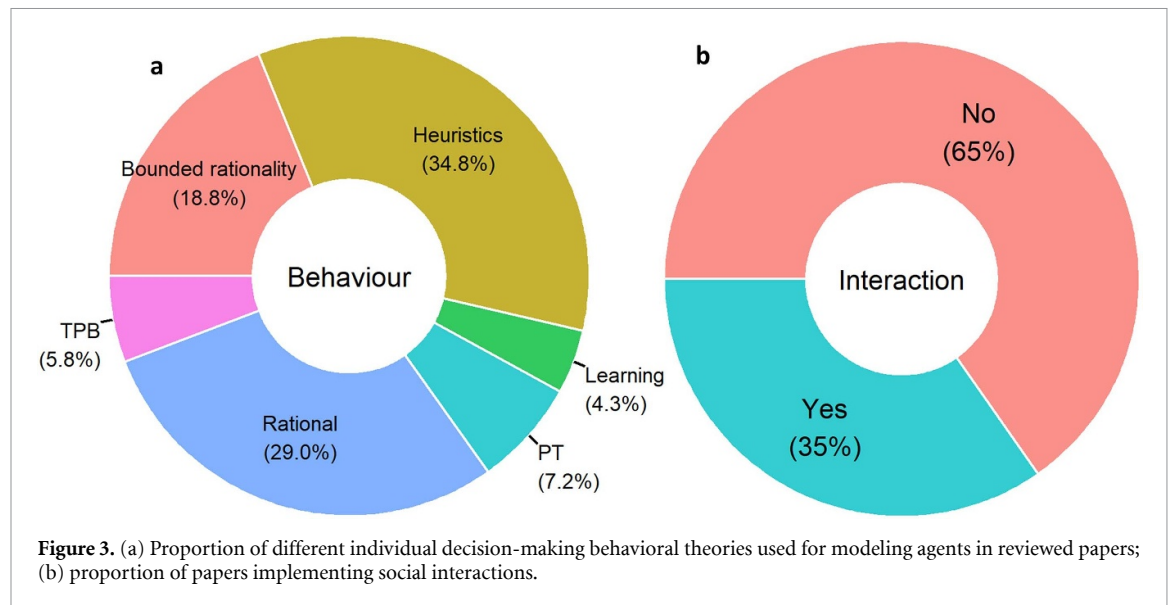 a
Heuristics
(34.8%)
Bounded rationality
(18.8%)
Behaviour
TPB
(5.8%)
Learning
(4.3%)
Rational
(29.0%)
PT
(7.2%)
b
No
(65%)
Interaction
Yes
(35%)
Figure 3. (a) Proportion of different individual decision-making behavioral theories used for modeling agents in reviewed papers;
(b) proportion of papers implementing social interactions.